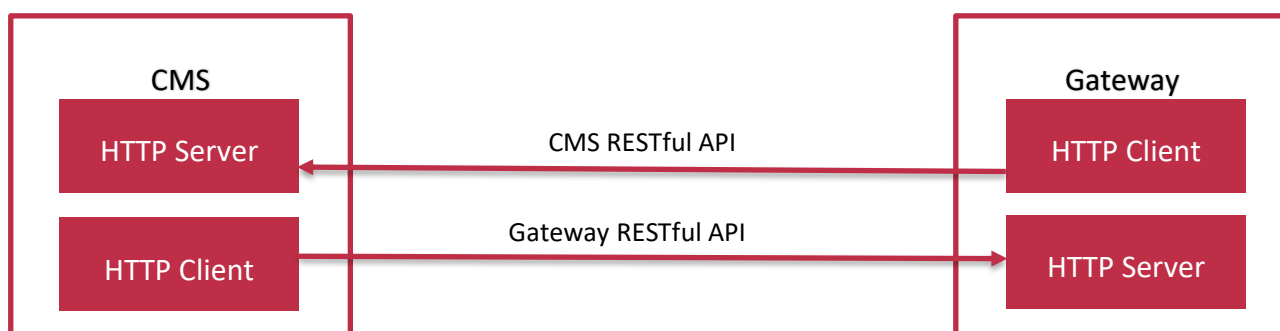 CMS
Gateway
HTTP Server
CMS RESTful API
HTTP Client
HTTP Client
Gateway RESTful API
HTTP Server